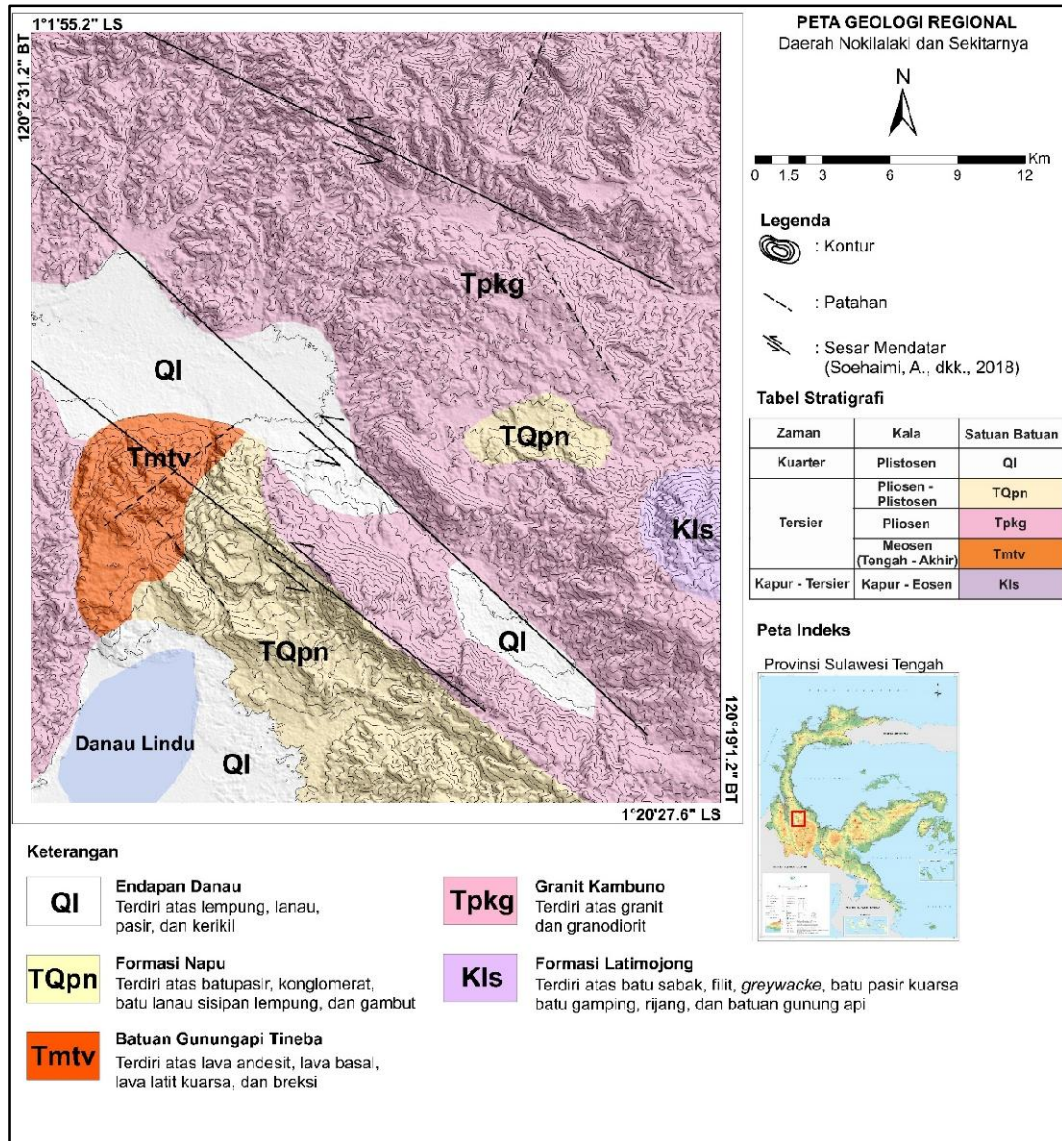 1°1'55.2" LS
120°2'31.2" BT
PETA GEOLOGI REGIONAL
Daerah Nokilalaki dan Sekitarnya
N
Km
0 1.5 3 6 9 12
Legenda
: Kontur
: Patahan
: Sesar Mendatar
(Soehaimi, A., dkk., 2018)
Tpkg
Ql
TQpn
Tmtv
Kls
Ql
TQpn
Danau Lindu
Ql
120°19'1.2" BT
1°20'27.6" LS
Tabel Stratigrafi
Zaman Kala Satuan Batuan
Kuarter Plistosen Ql
Tersier
Pliosen -
Plistosen TQpn
Pliosen Tpkg
Meosen
(Tengah - Akhir) Tmtv
Kapur - Tersier Kapur - Eosen Kls
Peta Indeks
Provinsi Sulawesi Tengah
Keterangan
Ql
Endapan Danau
Terdiri atas lempung, lanau,
pasir, dan kerikil
TQpn
Formasi Napu
Terdiri atas batupasir, konglomerat,
batu lanau sisipan lempung, dan gambut
Tmtv
Batuan Gunungapi Tineba
Terdiri atas lava andesit, lava basal,
lava latit kuarsa, dan breksi
Tpkg
Granit Kambuno
Terdiri atas granit
dan granodiorit
Kls
Formasi Latimojong
Terdiri atas batu sabak, filit, greywacke, batu pasir kuarsa
batu gamping, rijang, dan batuan gunung api